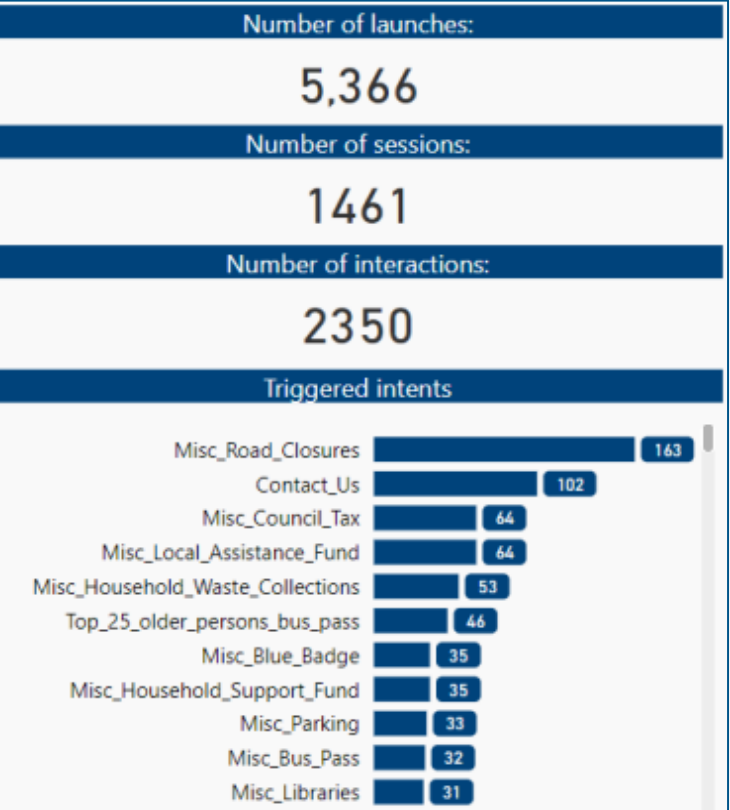 Number of launches:
5,366
Number of sessions:
1461
Number of interactions:
2350
Triggered intents
Misc_Road_Closures 163
Contact_Us 102
Misc_Council_Tax 64
Misc_Local_Assistance_Fund 64
Misc_Household_Waste_Collections 53
Top_25_older_persons_bus_pass 46
Misc_Blue_Badge 35
Misc_Household_Support_Fund 35
Misc_Parking 33
Misc_Bus_Pass 32
Misc_Libraries 31